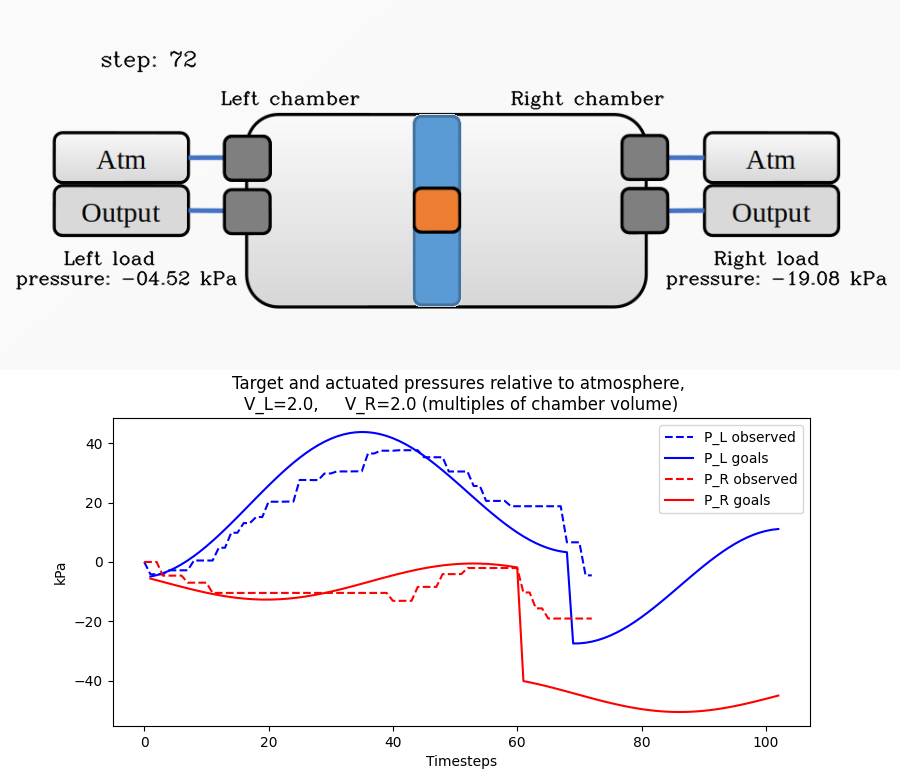 step: 72
Left chamber
Right chamber
Atm
Atm
Output
Output
Left load
pressure: -04.52 kPa
Right load
pressure: -19.08 kPa
Target and actuated pressures relative to atmosphere,
V_L=2.0, V_R=2.0 (multiples of chamber volume)
P_L observed
P_L goals
P_R observed
P_R goals
kPa
40
20
0
−20
−40
0
20
40
60
80
100
Timesteps